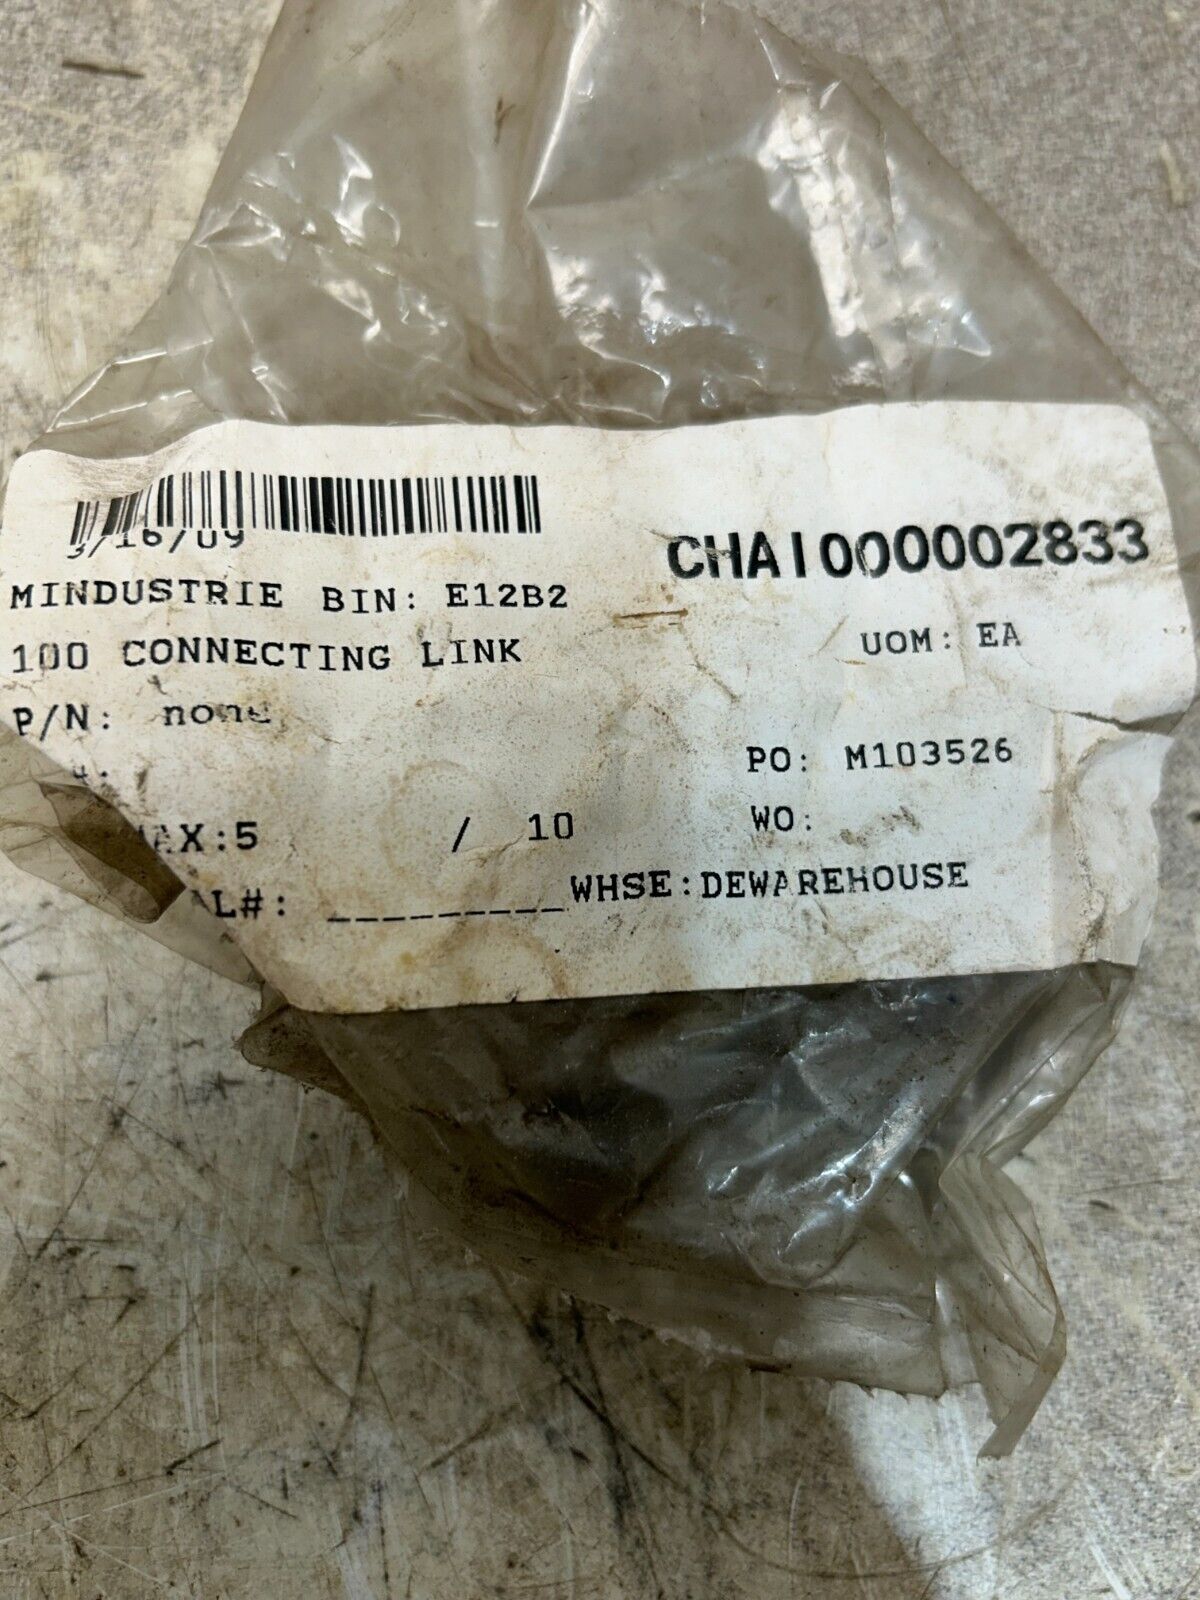 3/16/09
CHAI000002833
MINDUSTRIE BIN: E12B2
100 CONNECTING LINK UOM: EA
P/N: none
PO: M103526
AX:5 / 10 WO:
AL#: _________WHSE:DEWAREHOUSE